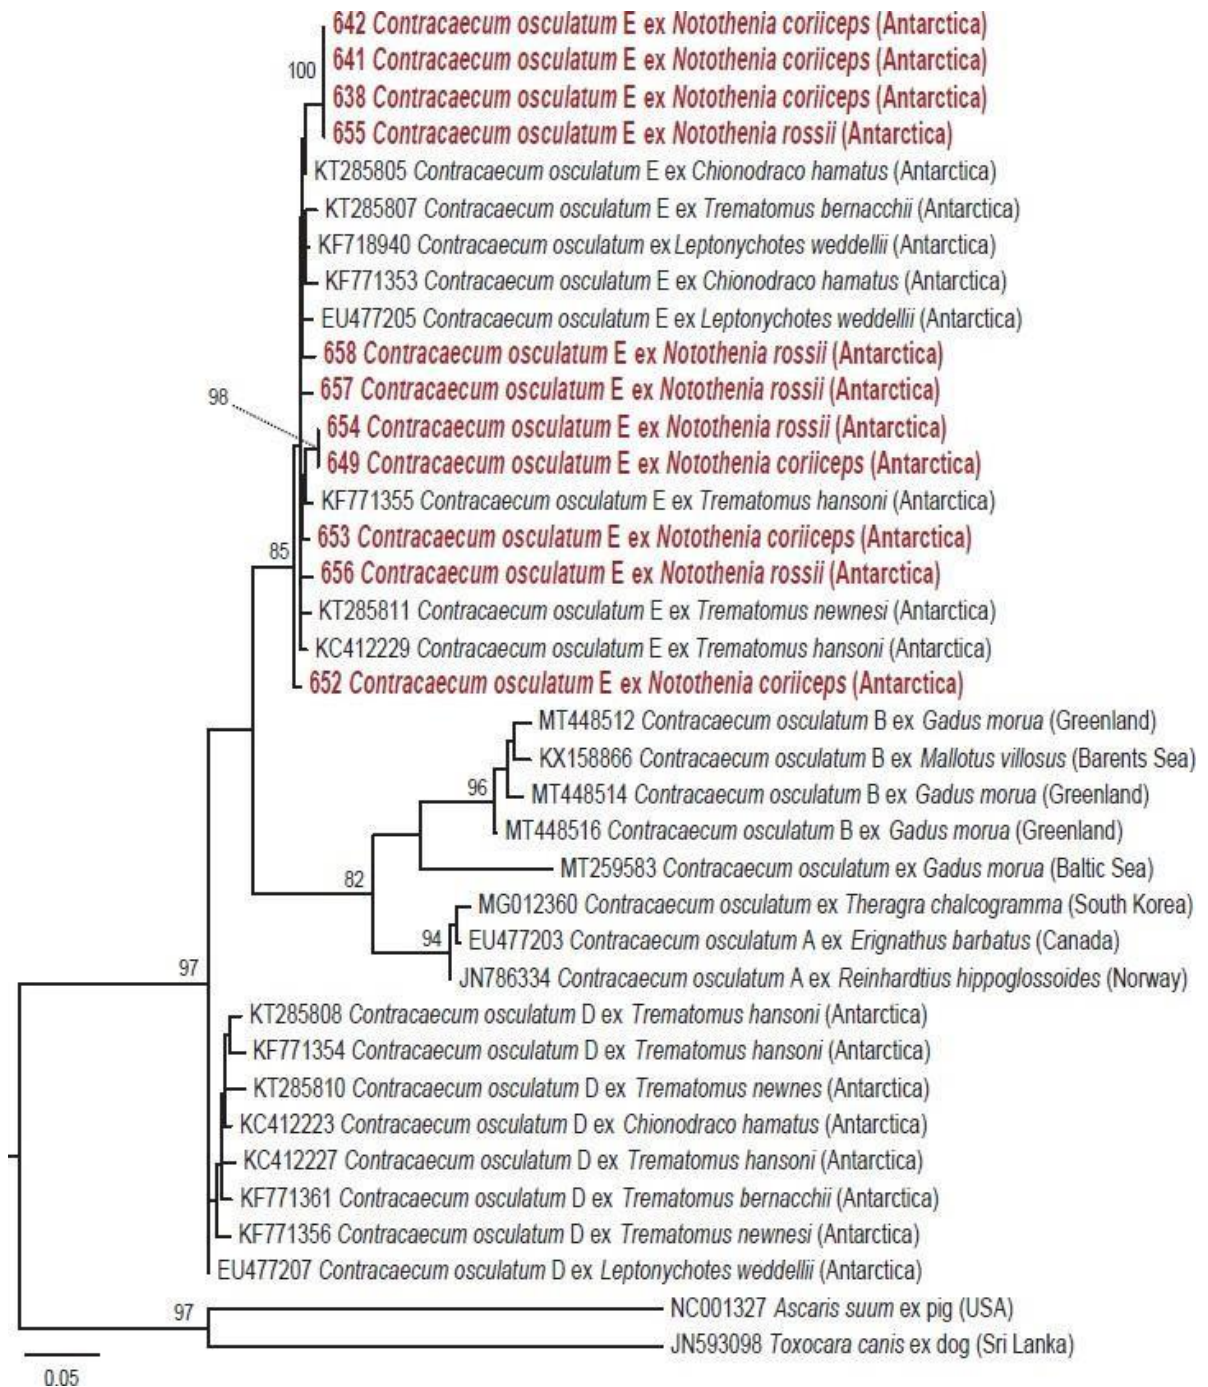 642 Contracaecum osculatum E ex Notothenia coriiceps (Antarctica)
641 Contracaecum osculatum E ex Notothenia coriiceps (Antarctica)
100
638 Contracaecum osculatum E ex Notothenia coriiceps (Antarctica)
655 Contracaecum osculatum E ex Notothenia rossii (Antarctica)
KT285805 Contracaecum osculatum E ex Chionodraco hamatus (Antarctica)
KT285807 Contracaecum osculatum E ex Trematomus bernacchii (Antarctica)
KF718940 Contracaecum osculatum ex Leptonychotes weddellii (Antarctica)
KF771353 Contracaecum osculatum E ex Chionodraco hamatus (Antarctica)
EU477205 Contracaecum osculatum E ex Leptonychotes weddellii (Antarctica)
658 Contracaecum osculatum E ex Notothenia rossii (Antarctica)
657 Contracaecum osculatum E ex Notothenia rossii (Antarctica)
98
654 Contracaecum osculatum E ex Notothenia rossii (Antarctica)
649 Contracaecum osculatum E ex Notothenia coriiceps (Antarctica)
KF771355 Contracaecum osculatum E ex Trematomus hansoni (Antarctica)
653 Contracaecum osculatum E ex Notothenia coriiceps (Antarctica)
85
656 Contracaecum osculatum E ex Notothenia rossii (Antarctica)
KT285811 Contracaecum osculatum E ex Trematomus newnesi (Antarctica)
KC412229 Contracaecum osculatum E ex Trematomus hansoni (Antarctica)
652 Contracaecum osculatum E ex Notothenia coriiceps (Antarctica)
MT448512 Contracaecum osculatum B ex Gadus morua (Greenland)
KX158866 Contracaecum osculatum B ex Mallotus villosus (Barents Sea)
96
MT448514 Contracaecum osculatum B ex Gadus morua (Greenland)
MT448516 Contracaecum osculatum B ex Gadus morua (Greenland)
MT259583 Contracaecum osculatum ex Gadus morua (Baltic Sea)
82
MG012360 Contracaecum osculatum ex Theragra chalcogramma (South Korea)
94
EU477203 Contracaecum osculatum A ex Erignathus barbatus (Canada)
97
JN786334 Contracaecum osculatum A ex Reinhardtius hippoglossoides (Norway)
KT285808 Contracaecum osculatum D ex Trematomus hansoni (Antarctica)
KF771354 Contracaecum osculatum D ex Trematomus hansoni (Antarctica)
KT285810 Contracaecum osculatum D ex Trematomus newnes (Antarctica)
KC412223 Contracaecum osculatum D ex Chionodraco hamatus (Antarctica)
KC412227 Contracaecum osculatum D ex Trematomus hansoni (Antarctica)
KF771361 Contracaecum osculatum D ex Trematomus bernacchii (Antarctica)
KF771356 Contracaecum osculatum D ex Trematomus newnesi (Antarctica)
EU477207 Contracaecum osculatum D ex Leptonychotes weddellii (Antarctica)
97
NC001327 Ascaris suum ex pig (USA)
JN593098 Toxocara canis ex dog (Sri Lanka)
0.05